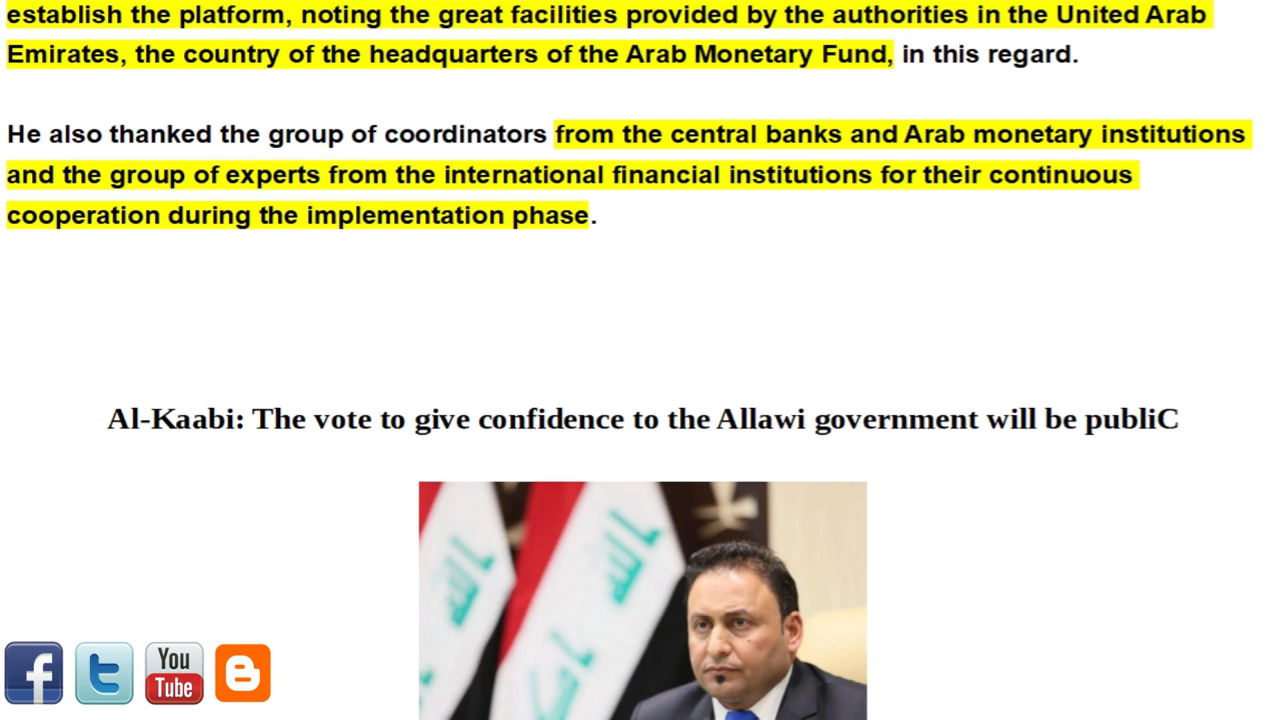 establish the platform, noting the great facilities provided by the authorities in the United Arab
Emirates, the country of the headquarters of the Arab Monetary Fund, in this regard.
He also thanked the group of coordinators from the central banks and Arab monetary institutions
and the group of experts from the international financial institutions for their continuous
cooperation during the implementation phase.
Al-Kaabi: The vote to give confidence to the Allawi government will be publiC
الله
الله
You
Tube